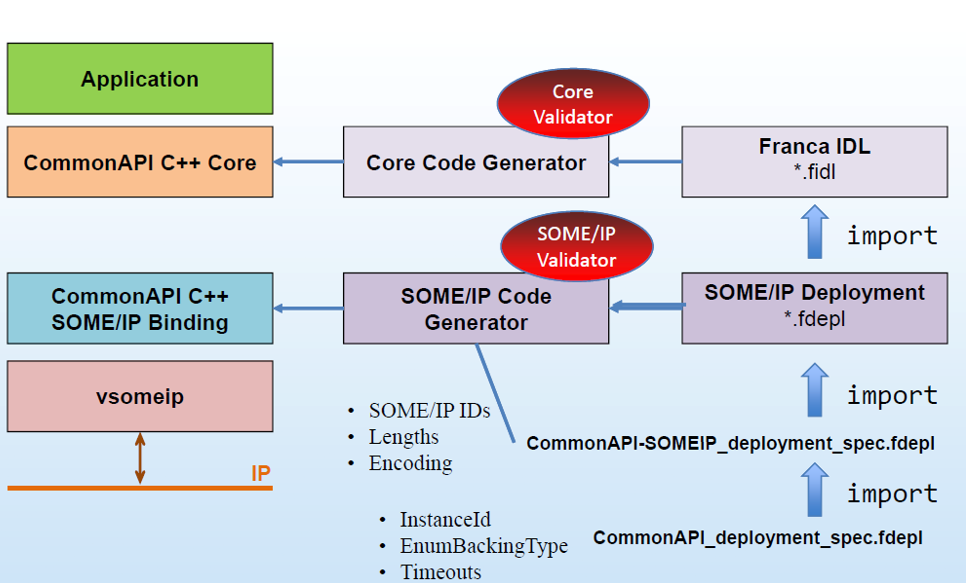 Application
Core
Validator
CommonAPI C++ Core
Core Code Generator
Franca IDL
*.fidl
import
SOME/IP
Validator
CommonAPI C++
SOME/IP Binding
SOME/IP Code
Generator
SOME/IP Deployment
*.fdepl
vsomeip
import
• SOME/IP IDs
• Lengths
• Encoding
CommonAPI-SOMEIP_deployment_spec.fdepl
IP
import
• InstanceId
• EnumBackingType
• Timeouts
CommonAPI_deployment_spec.fdepl